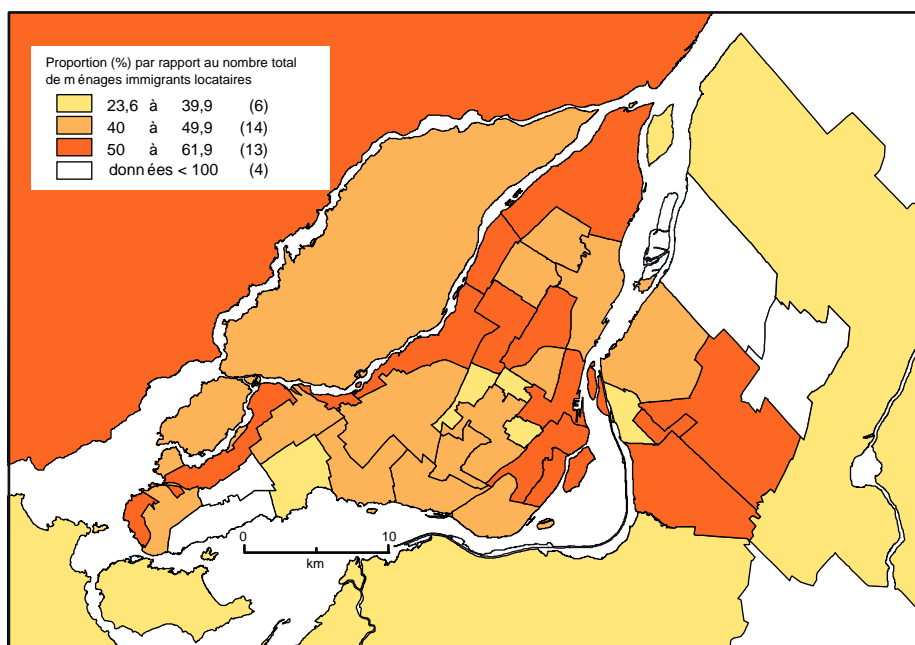 Proportion (%) par rapport au nombre total
de m énages immigrants locataires
23,6 à 39,9 (6)
40 à 49,9 (14)
50 à 61,9 (13)
donn ées < 100 (4)
0 10
km